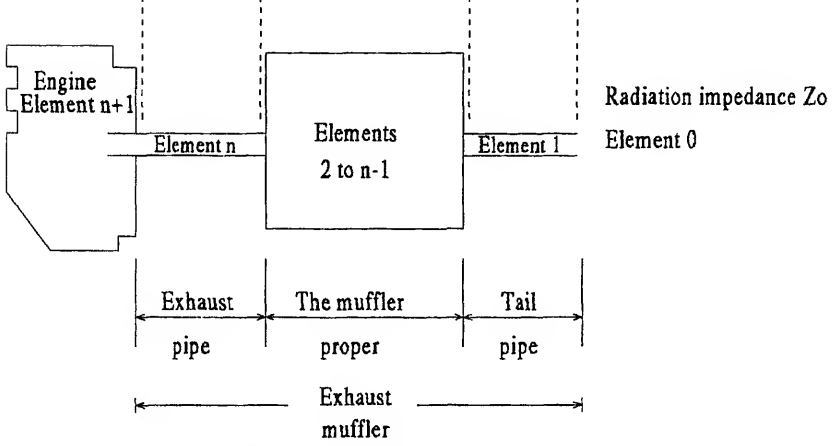 Engine
Element n+1
Element n
Elements
2 to n-1
Element 1
Radiation impedance Zo
Element 0
Exhaust
pipe
The muffler
proper
Tail
pipe
Exhaust
muffler